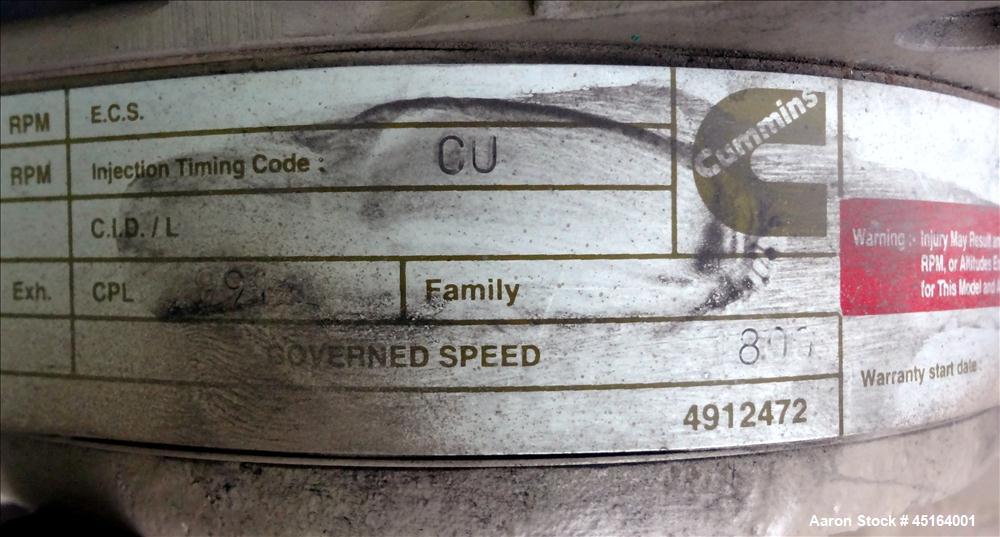 RPM E.C.S.
Cummins
RPM Injection Timing Code : CU
C.I.D. / L
Warning :- Injury May Result an
RPM, or Altitudes E
for This Model and A
Exh. CPL Family
GOVERNED SPEED
Warranty start date :
4912472
Aaron Stock # 45164001